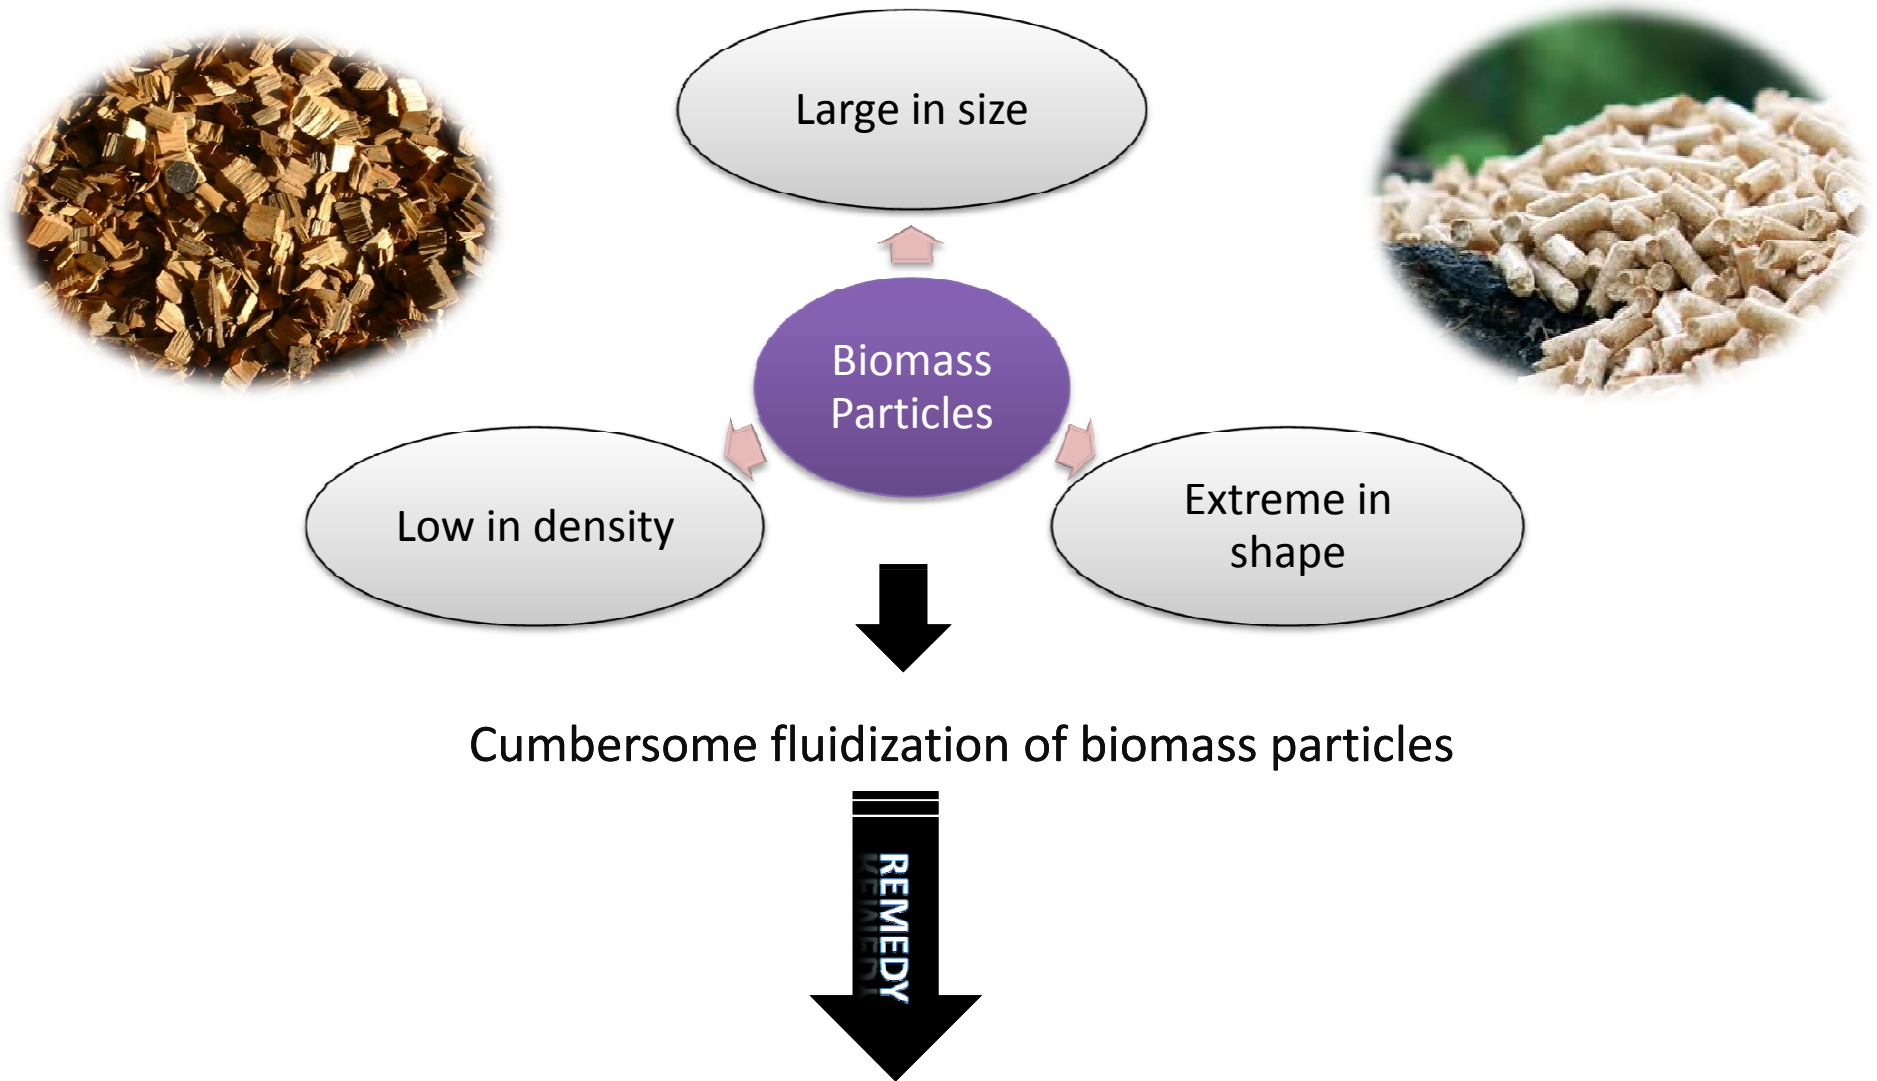 Large in size
Biomass
Particles
Low in density
Extreme in
shape
Cumbersome fluidization of biomass particles
REMEDY